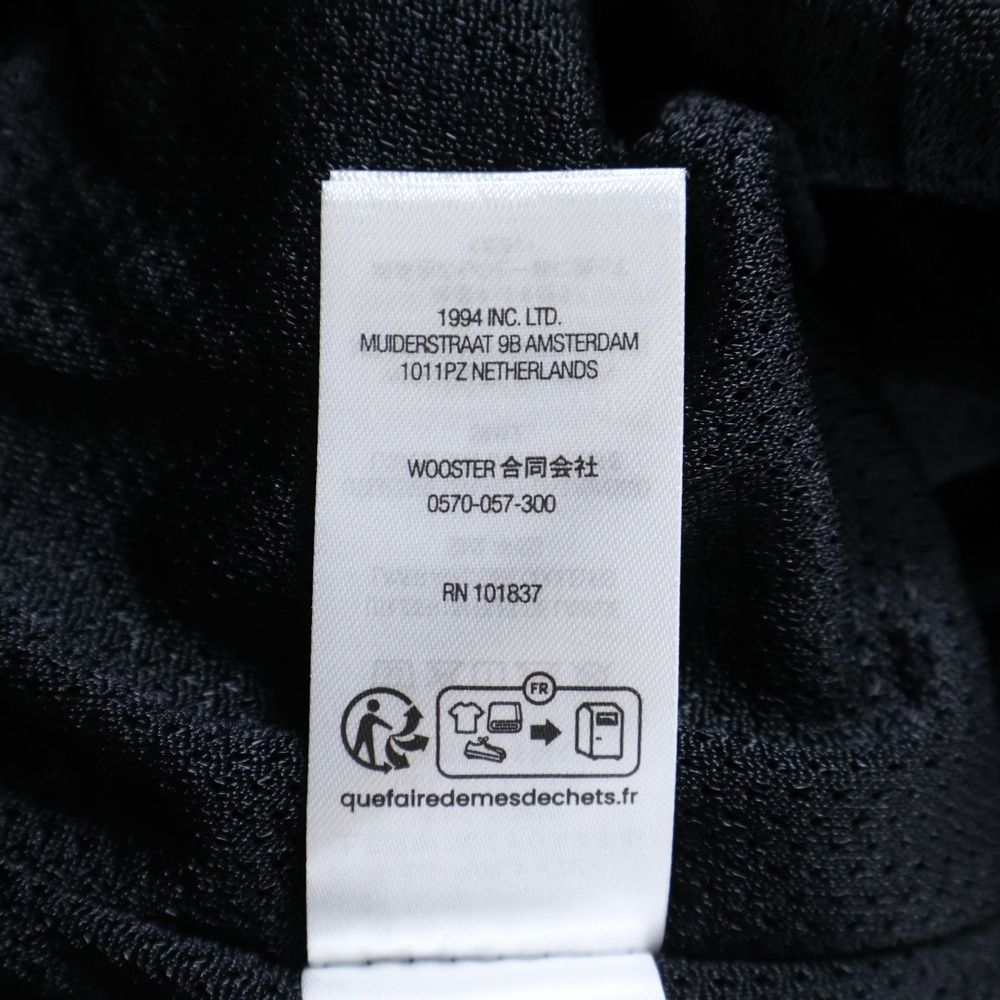 1994 INC. LTD.
MUIDERSTRAAT 9B AMSTERDAM
1011PZ NETHERLANDS
WOOSTER 合同会社
0570-057-300
RN 101837
FR
quefairedemesdechets.fr